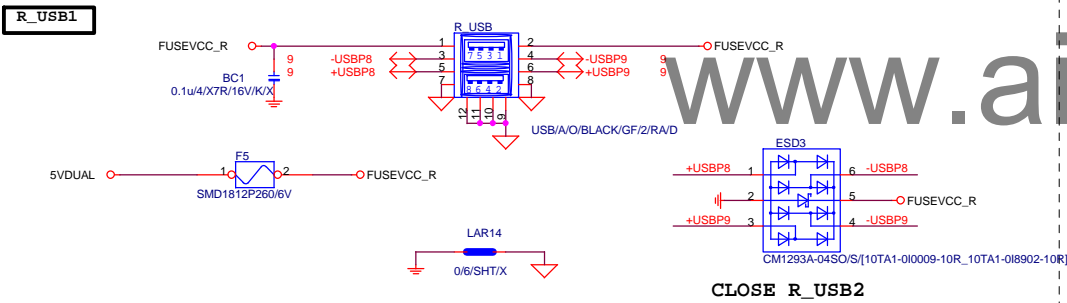 R_USB1
R_USB
FUSEVCC_R
1
2
FUSEVCC_R
9
-USBP8
3
4
-USBP9
9
9
+USBP8
5
6
+USBP9
9
7
8
7 5 3 1
8 6 4 2
BC1
0.1u/4/X7R/16V/K/X
12
11
10
9
USB/A/O/BLACK/GF/2/RA/D
www.ai
5VDUAL
1
F5
2
FUSEVCC_R
SMD1812P260/6V
ESD3
+USBP8
1
6
-USBP8
2
5
FUSEVCC_R
+USBP9
3
4
-USBP9
CM1293A-04SO/S/[10TA1-0I0009-10R_10TA1-0I8902-10R]
LAR14
0/6/SHT/X
CLOSE R_USB2